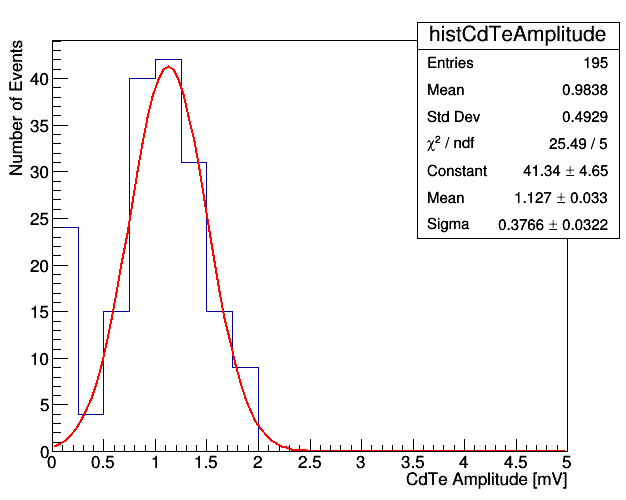 histCdTeAmplitude
Entries 195
Mean 0.9838
Std Dev 0.4929
χ² / ndf 25.49 / 5
Constant 41.34 ± 4.65
Mean 1.127 ± 0.033
Sigma 0.3766 ± 0.0322
Number of Events
40
35
30
25
20
15
10
5
0
0 0.5 1 1.5 2 2.5 3 3.5 4 4.5 5
CdTe Amplitude [mV]